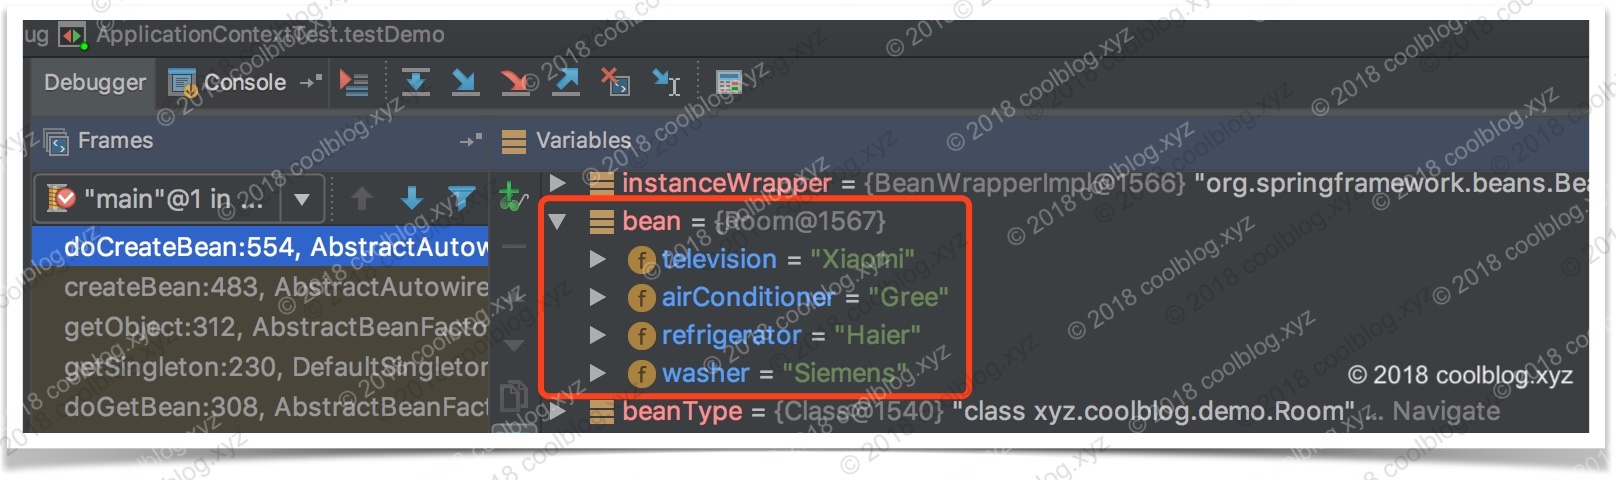 ug ApplicationContextTest.testDemo
Debugger Console
Frames Variables
"main"@1 in ...
instanceWrapper = {BeanWrapperImpl@1566} "org.springframework.beans.Bea
bean = {Room@1567}
doCreateBean:554, AbstractAutow
television = "Xiaomi"
createBean:483, AbstractAutowire
airConditioner = "Gree"
getObject:312, AbstractBeanFacto
refrigerator = "Haier"
getSingleton:230, DefaultSingleton
washer = "Siemens"
© 2018 coolblog.xyz
doGetBean:308, AbstractBeanFact
beanType = {Class@1540} "class xyz.coolblog.demo.Room" ... Navigate